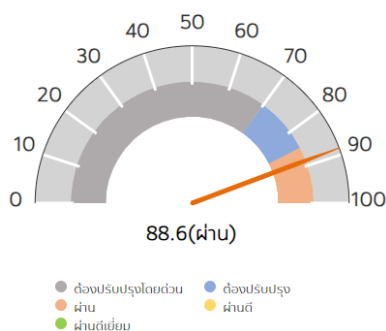 50
40
60
30
70
20
80
10
90
0
100
88.6(ผ่าน)
ต้องปรับปรุงโดยด่วน
ต้องปรับปรุง
ผ่าน
ผ่านดี
ผ่านดีเยี่ยม